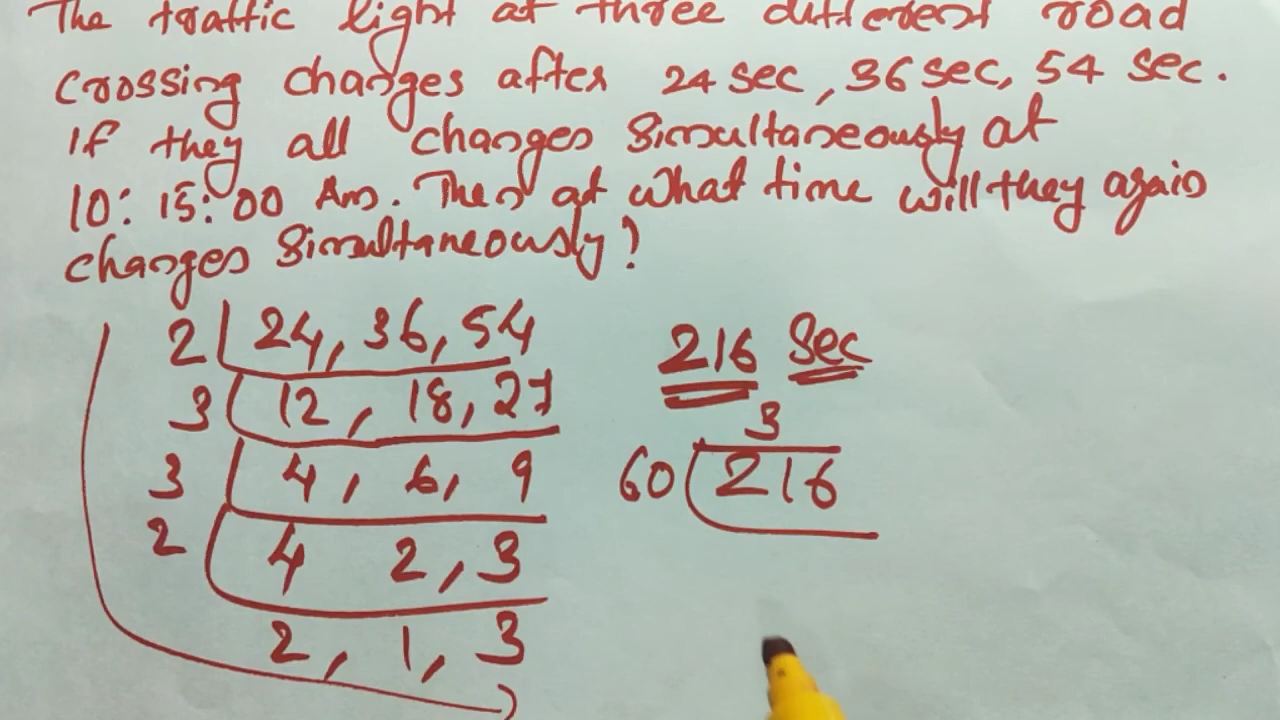 The traffic light at three different road
crossing changes after 24 sec, 36 sec, 54 sec.
If they all changes simultaneously at
10:15:00 Am. Then at what time will they again
changes simultaneously?
2 24, 36, 54
3 12, 18, 27
3 4, 6, 9
2 4 2, 3
2, 1, 3
216 Sec
3
60 216